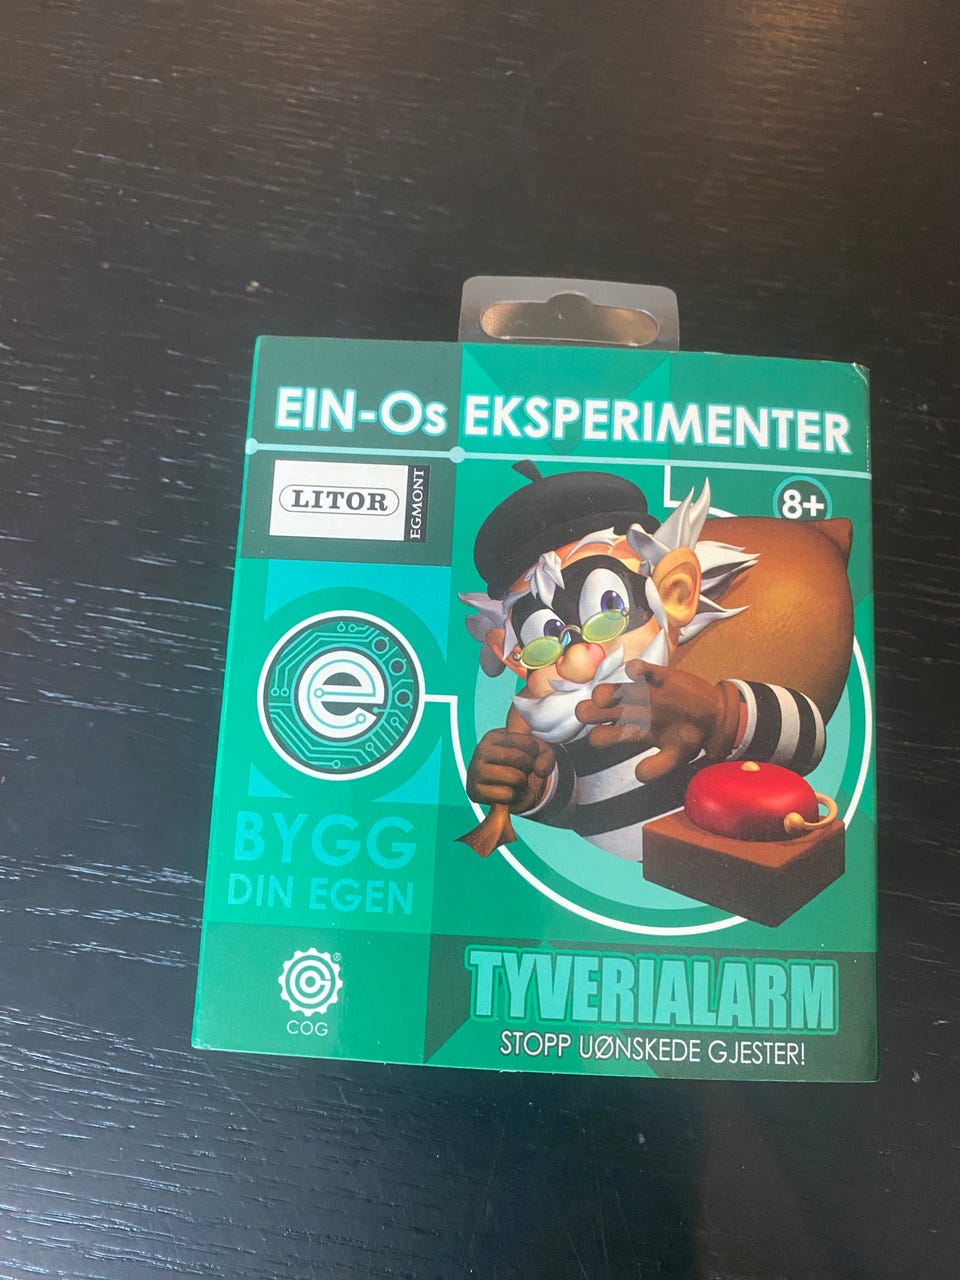 EIN-Os EKSPERIMENTER
LITOR
EGMONT
8+
e
BYGG
DIN EGEN
COG
®
TYVERIALARM
STOPP UØNSKEDE GJESTER!